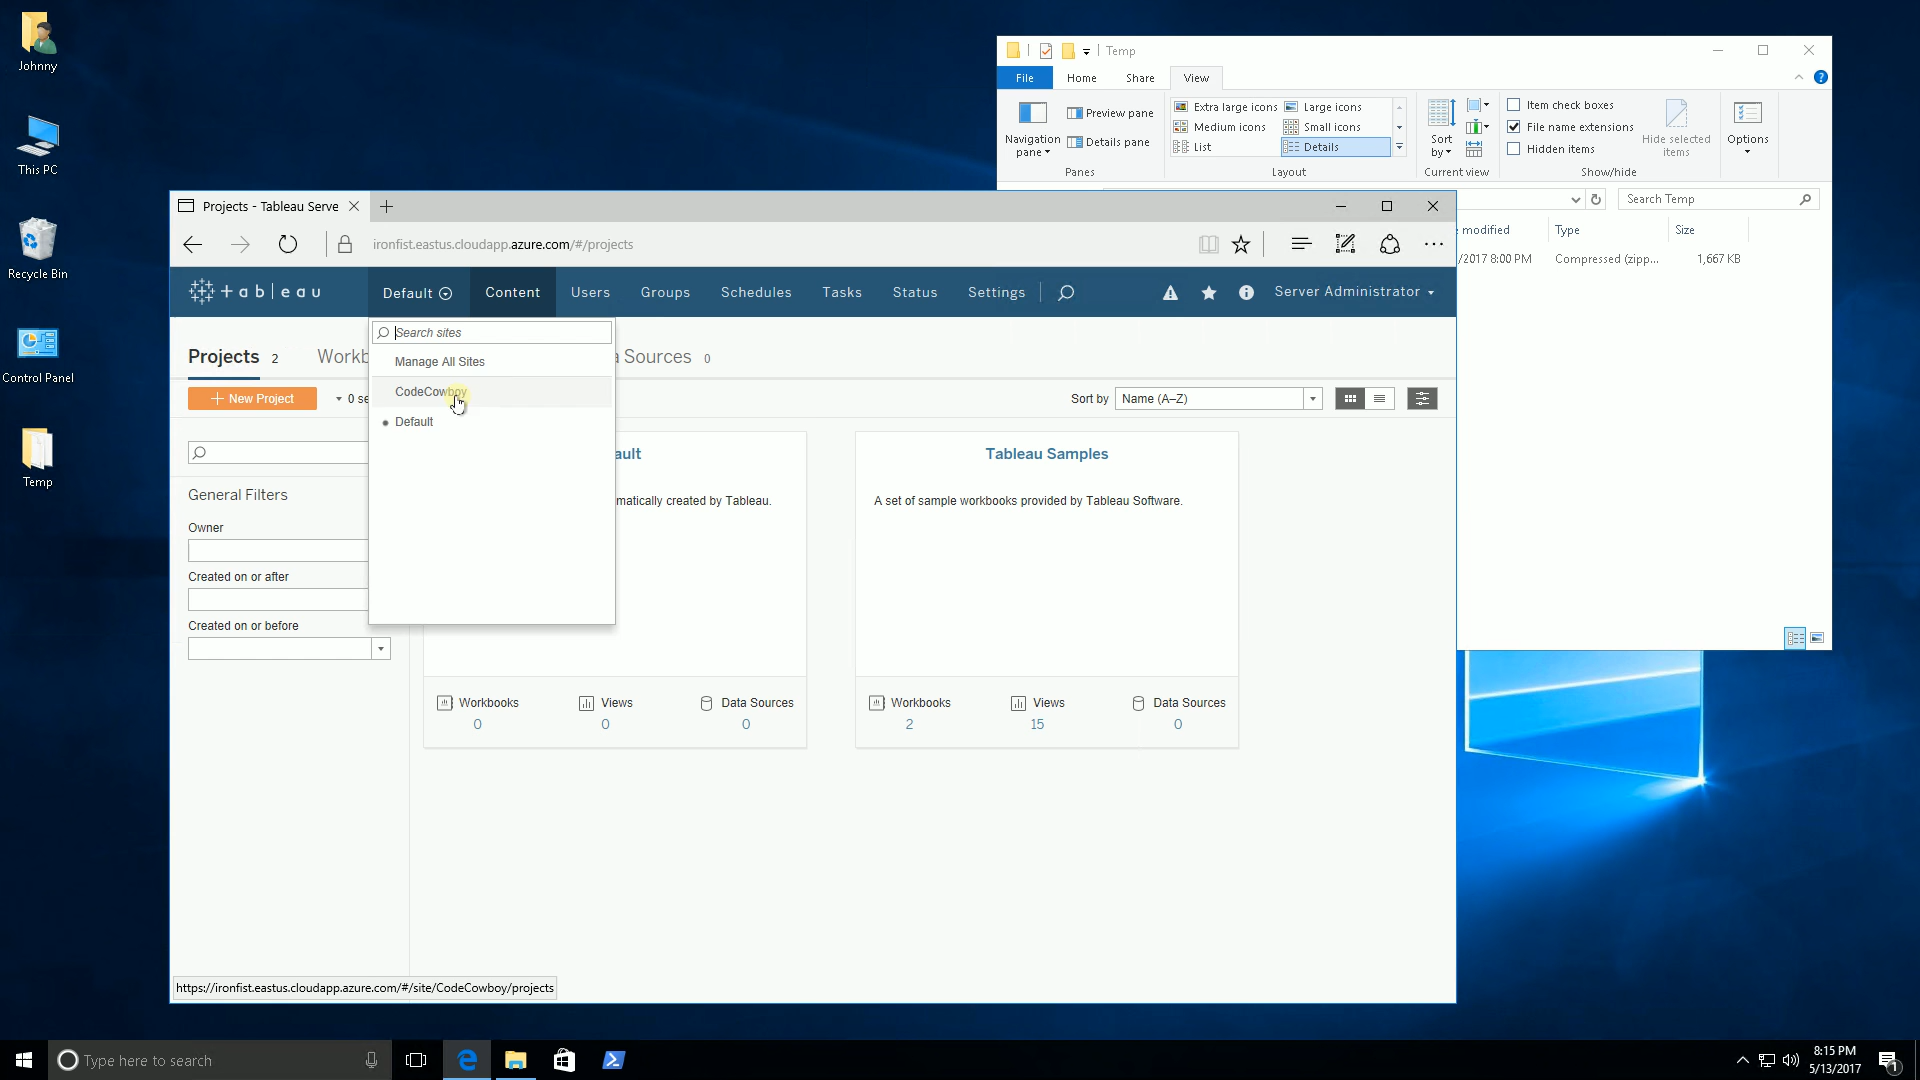 Johnny
This PC
Recycle Bin
Control Panel
Temp
Temp
File
Home
Share
View
Navigation
pane
Preview pane
Details pane
Panes
Extra large icons
Large icons
Medium icons
Small icons
List
Details
Layout
Sort
by
Current view
Item check boxes
File name extensions
Hidden items
Hide selected
items
Show/hide
Options
Search Temp
modified
Type
Size
/2017 8:00 PM
Compressed (zipp...
1,667 KB
Projects - Tableau Serve
ironfist.eastus.cloudapp.azure.com/#/projects
+ a b | e a u
Default
Content
Users
Groups
Schedules
Tasks
Status
Settings
Server Administrator
Projects 2
Workb
a Sources 0
Search sites
Manage All Sites
CodeCowboy
Default
+ New Project
0 se
Sort by
Name (A–Z)
General Filters
Owner
Created on or after
Created on or before
ault
matically created by Tableau.
Workbooks
0
Views
0
Data Sources
0
Tableau Samples
A set of sample workbooks provided by Tableau Software.
Workbooks
2
Views
15
Data Sources
0
https://ironfist.eastus.cloudapp.azure.com/#/site/CodeCowboy/projects
Type here to search
8:15 PM
5/13/2017
1